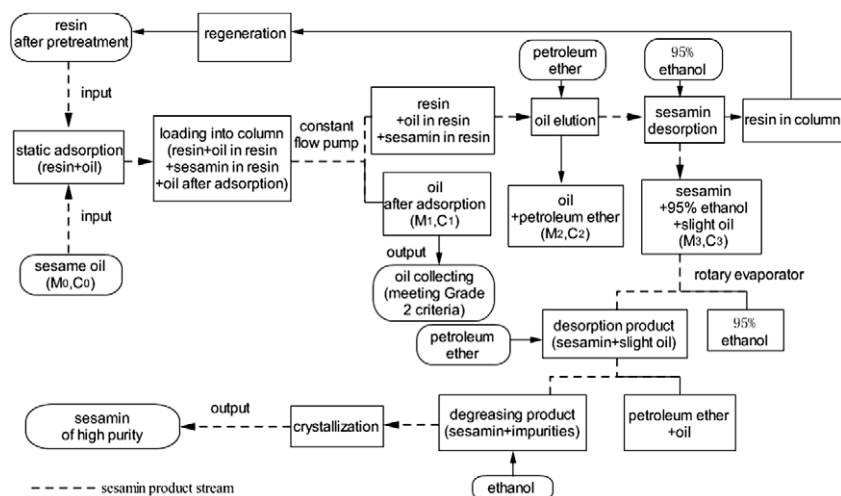 resin
after pretreatment
regeneration
petroleum
ether
95%
ethanol
input
static adsorption
(resin+oil)
loading into column
(resin+oil in resin
+sesamin in resin
+oil after adsorption)
constant
flow pump
resin
+oil in resin
+sesamin in resin
oil elution
sesamin
desorption
resin in column
input
sesame oil
(M0,C0)
oil
after adsorption
(M1,C1)
output
oil collecting
(meeting Grade
2 criteria)
oil
+petroleum ether
(M2,C2)
sesamin
+95% ethanol
+slight oil
(M3,C3)
rotary evaporator
petroleum
ether
desorption product
(sesamin+slight oil)
95%
ethanol
sesamin
of high purity
output
crystallization
degreasing product
(sesamin+impurities)
petroleum ether
+oil
ethanol
sesamin product stream